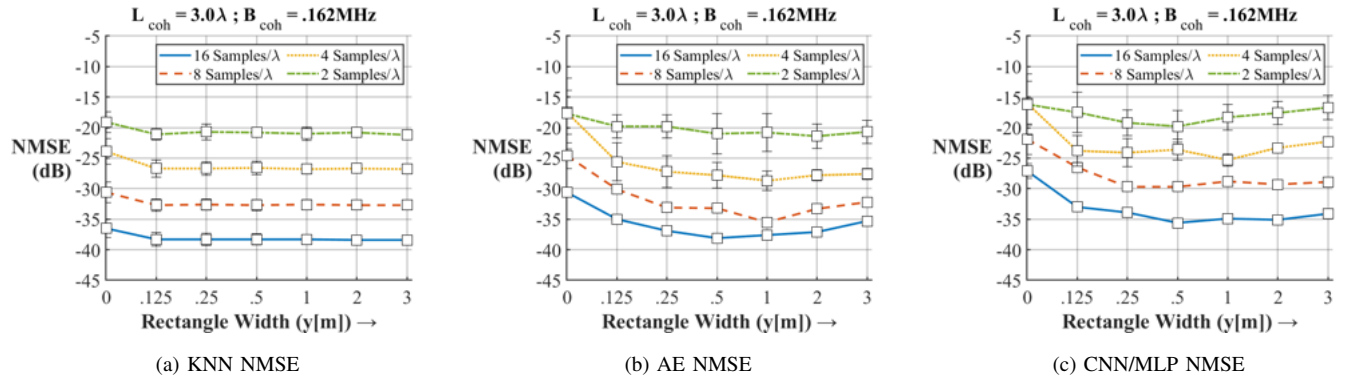 L coh = 3.0λ ; B coh = .162MHz
-5
-10
-15
-20
-25
-30
-35
-40
-45
NMSE
(dB)
16 Samples/λ 4 Samples/λ
8 Samples/λ 2 Samples/λ
0 .125 .25 .5 1 2 3
Rectangle Width (y[m]) →
(a) KNN NMSE
L coh = 3.0λ ; B coh = .162MHz
-5
-10
-15
-20
-25
-30
-35
-40
-45
NMSE
(dB)
16 Samples/λ 4 Samples/λ
8 Samples/λ 2 Samples/λ
0 .125 .25 .5 1 2 3
Rectangle Width (y[m]) →
(b) AE NMSE
L coh = 3.0λ ; B coh = .162MHz
-5
-10
-15
-20
-25
-30
-35
-40
-45
NMSE
(dB)
16 Samples/λ 4 Samples/λ
8 Samples/λ 2 Samples/λ
0 .125 .25 .5 1 2 3
Rectangle Width (y[m]) →
(c) CNN/MLP NMSE